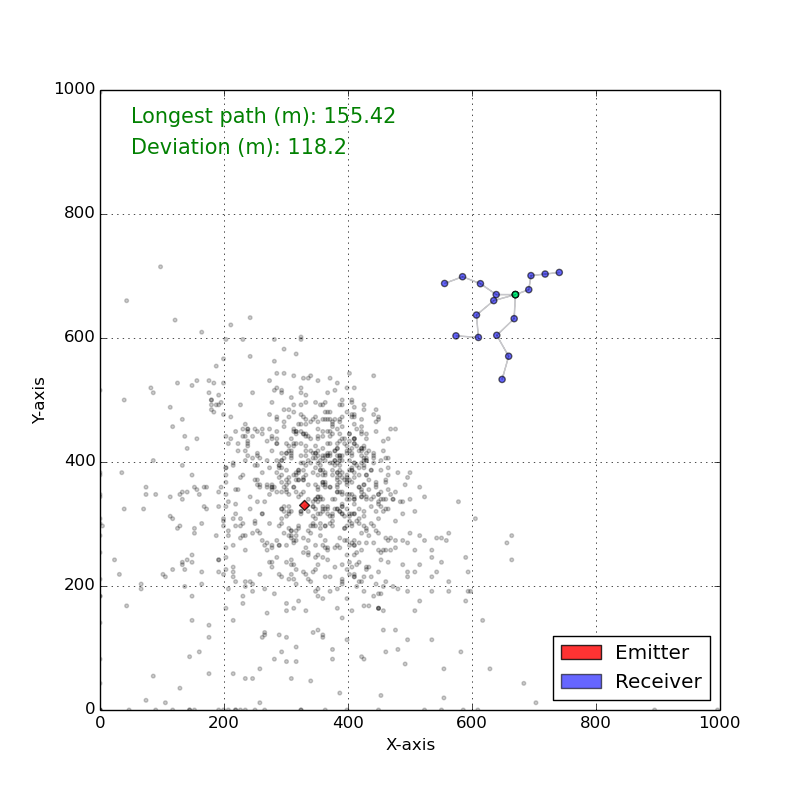 Longest path (m): 155.42
Deviation (m): 118.2
1000
800
600
400
200
0
Y-axis
0 200 400 600 800 1000
X-axis
Emitter
Receiver